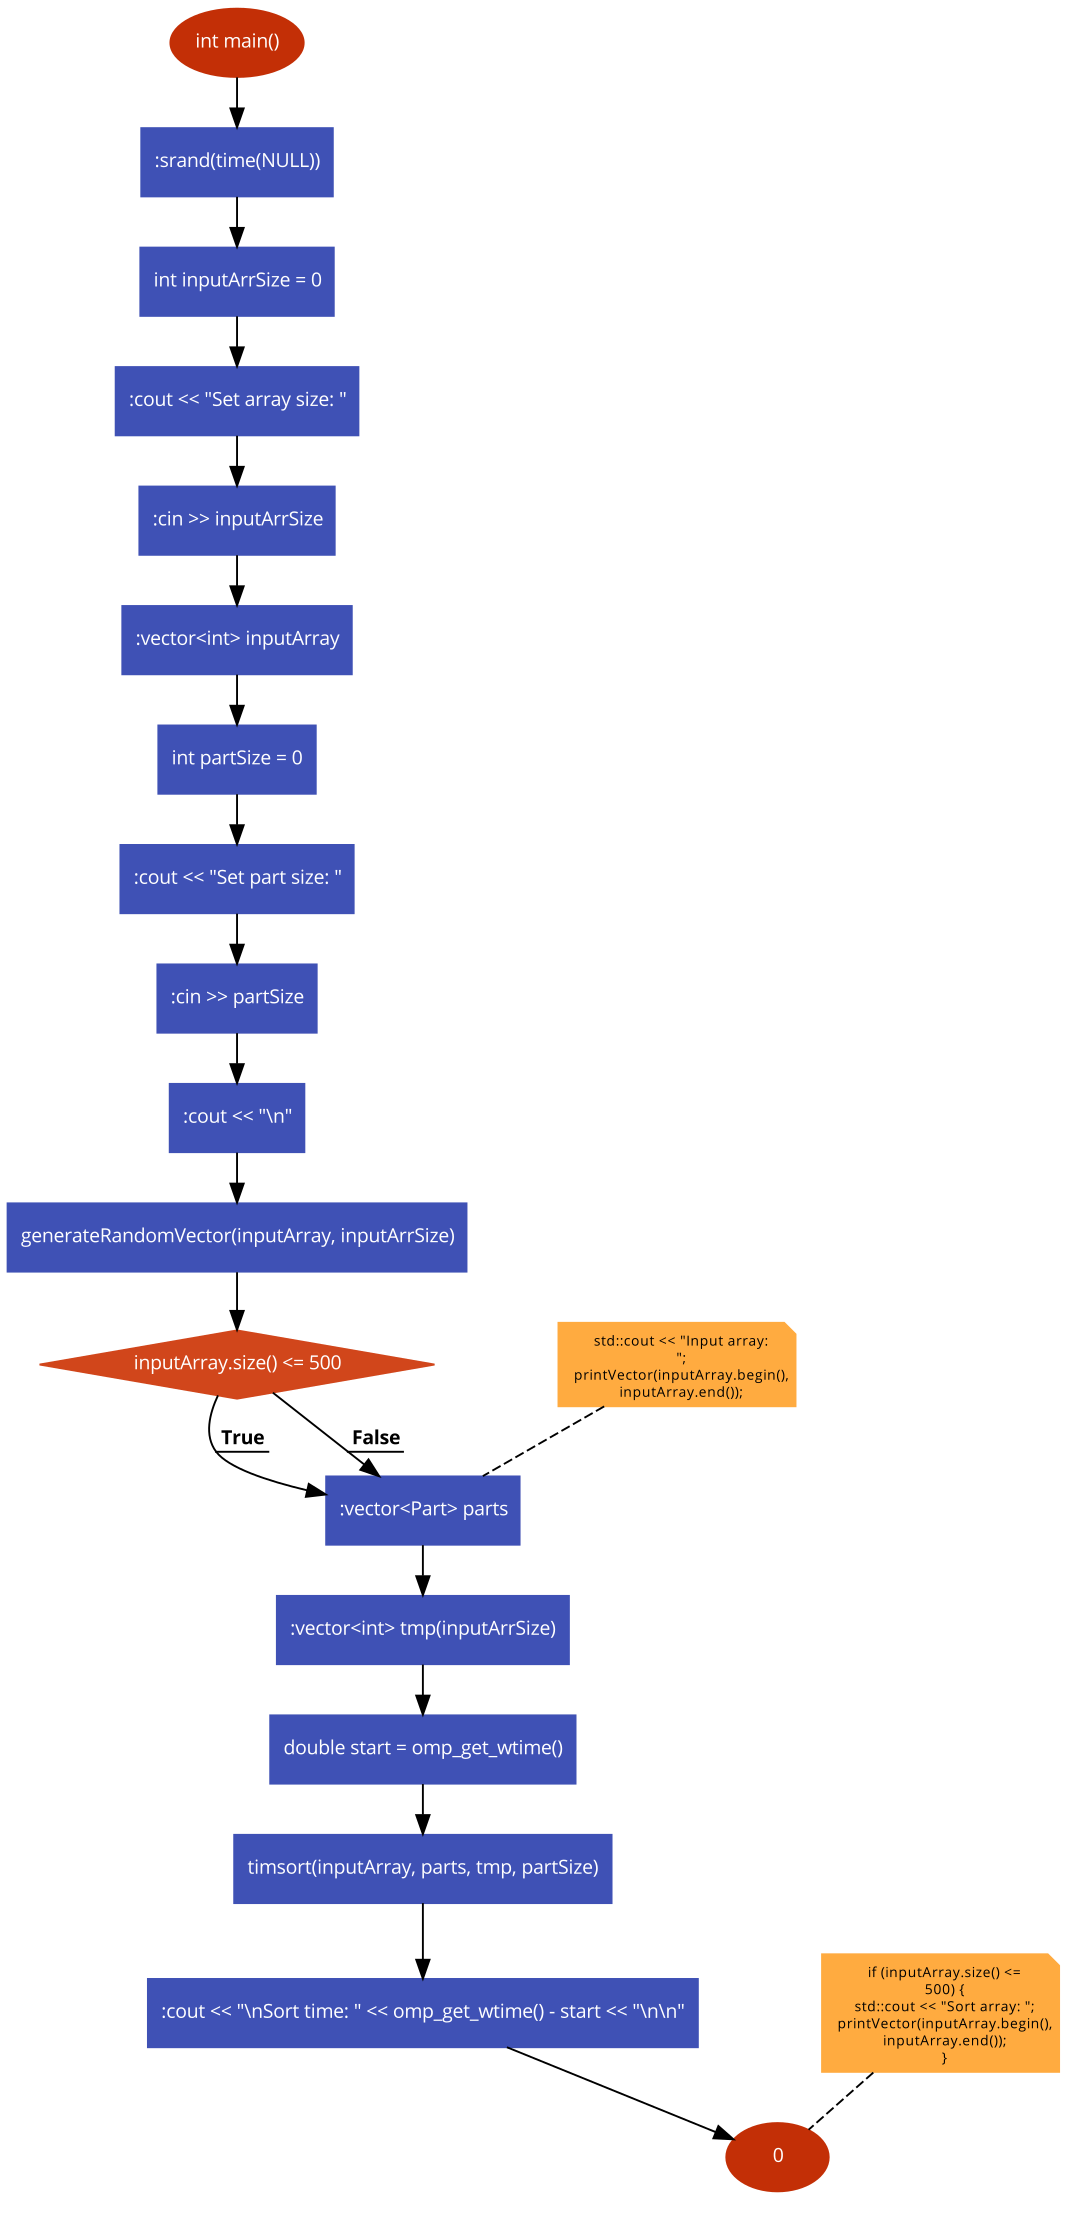 int main()
:srand(time(NULL))
int inputArrSize = 0
:cout << "Set array size: "
:cin >> inputArrSize
:vector<int> inputArray
int partSize = 0
:cout << "Set part size: "
:cin >> partSize
:cout << "\n"
generateRandomVector(inputArray, inputArrSize)
inputArray.size() <= 500
std::cout << "Input array:
";
printVector(inputArray.begin(),
inputArray.end());
True
False
:vector<Part> parts
:vector<int> tmp(inputArrSize)
double start = omp_get_wtime()
timsort(inputArray, parts, tmp, partSize)
:cout << "\nSort time: " << omp_get_wtime() - start << "\n\n"
if (inputArray.size() <=
500) {
std::cout << "Sort array: ";
printVector(inputArray.begin(),
inputArray.end());
}
0